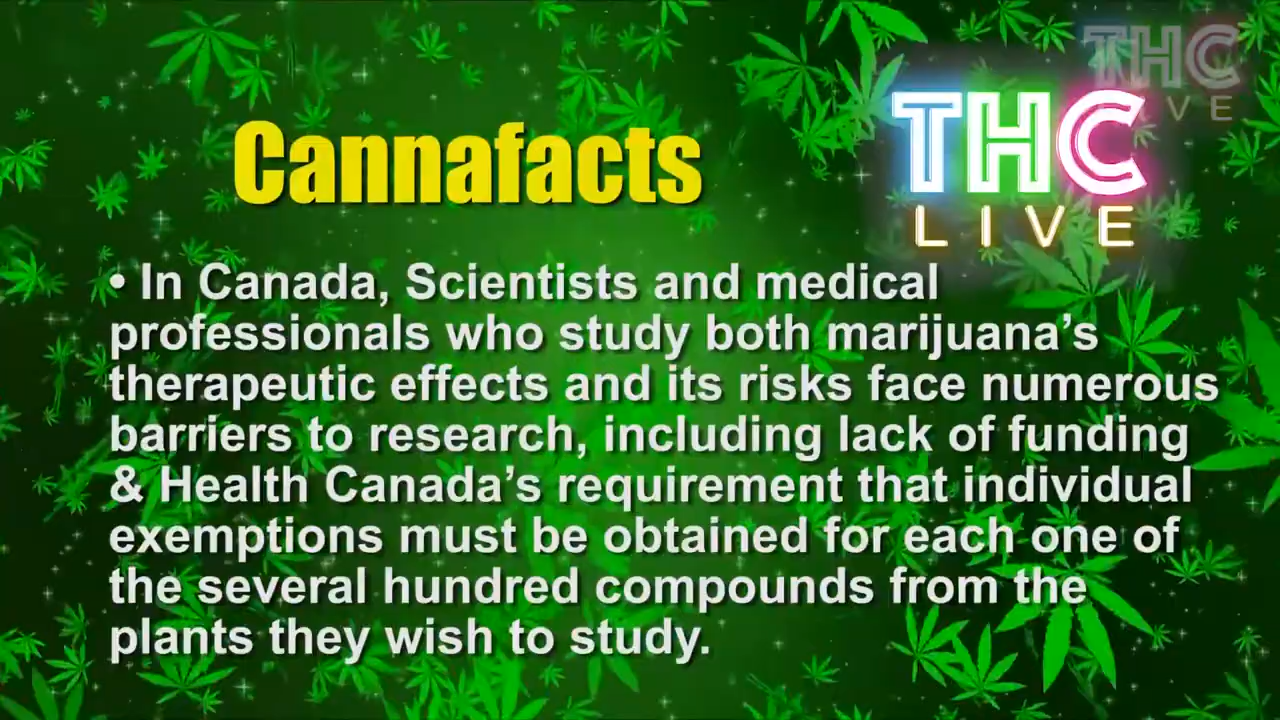 THC
LIVE
THC
LIVE
Cannafacts
• In Canada, Scientists and medical
professionals who study both marijuana’s
therapeutic effects and its risks face numerous
barriers to research, including lack of funding
& Health Canada’s requirement that individual
exemptions must be obtained for each one of
the several hundred compounds from the
plants they wish to study.